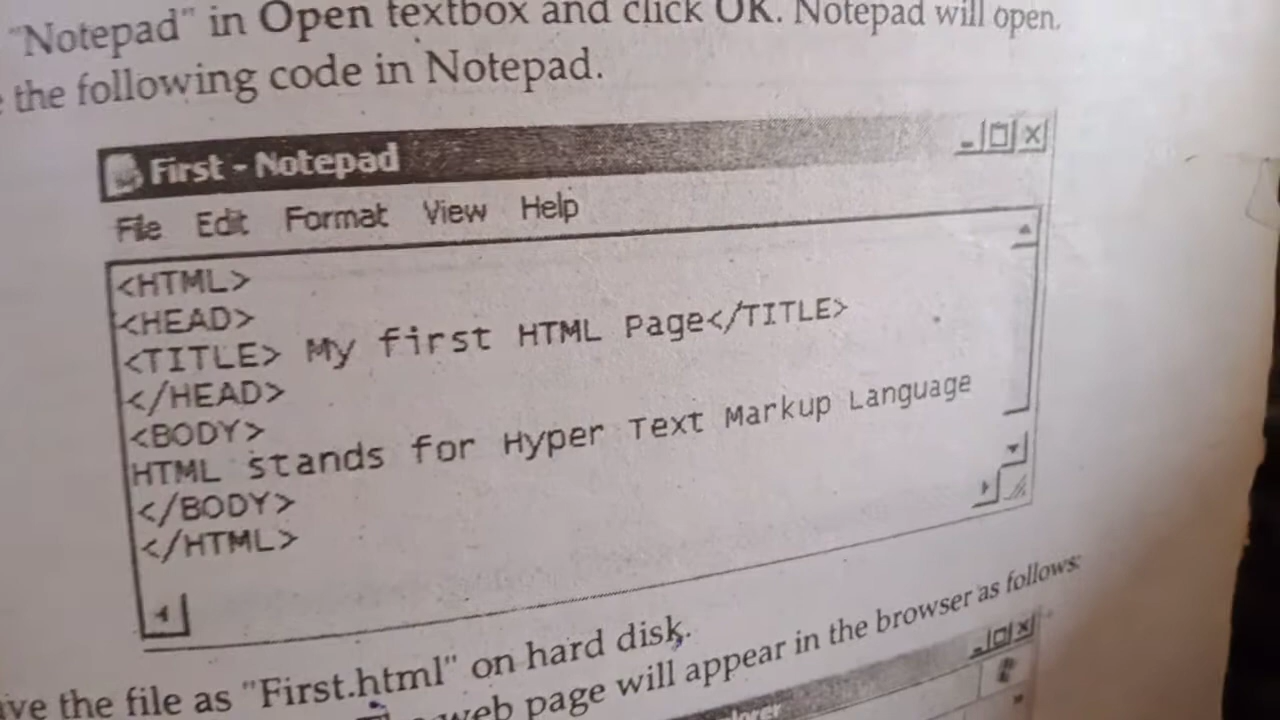 "Notepad" in Open textbox and click OK. Notepad will open.
the following code in Notepad.
First - Notepad
File Edit Format View Help
<HTML>
<HEAD>
<TITLE> My first HTML Page</TITLE>
</HEAD>
<BODY>
HTML stands for Hyper Text Markup Language
</BODY>
</HTML>
the file as "First.html" on hard disk.
web page will appear in the browser as follows: